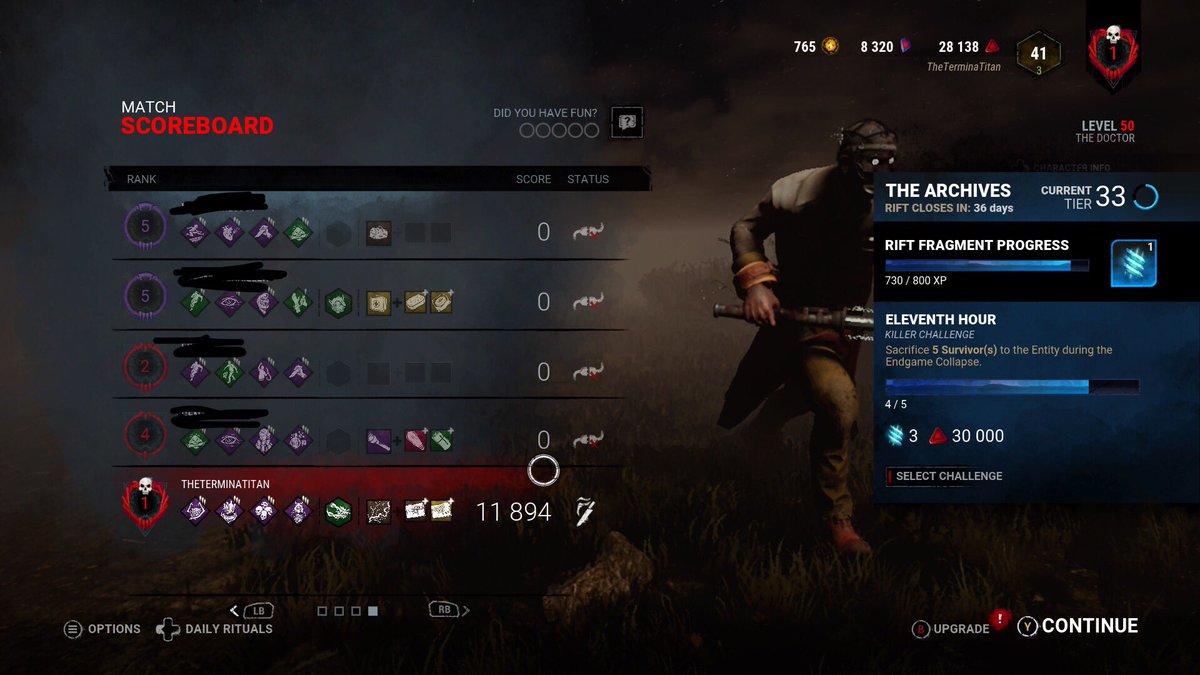 765
8 320
28 138
41
1
TheTerminaTitan
3
MATCH
SCOREBOARD
DID YOU HAVE FUN?
?
LEVEL 50
THE DOCTOR
CHARACTER INFO
RANK
SCORE
STATUS
THE ARCHIVES
RIFT CLOSES IN: 36 days
CURRENT
TIER 33
5
0
RIFT FRAGMENT PROGRESS
1
730 / 800 XP
5
0
ELEVENTH HOUR
KILLER CHALLENGE
Sacrifice 5 Survivor(s) to the Entity during the
Endgame Collapse.
2
0
4 / 5
4
0
3
30 000
SELECT CHALLENGE
THETERMINATITAN
1
11 894
LB
RB
OPTIONS
DAILY RITUALS
B UPGRADE !
Y CONTINUE